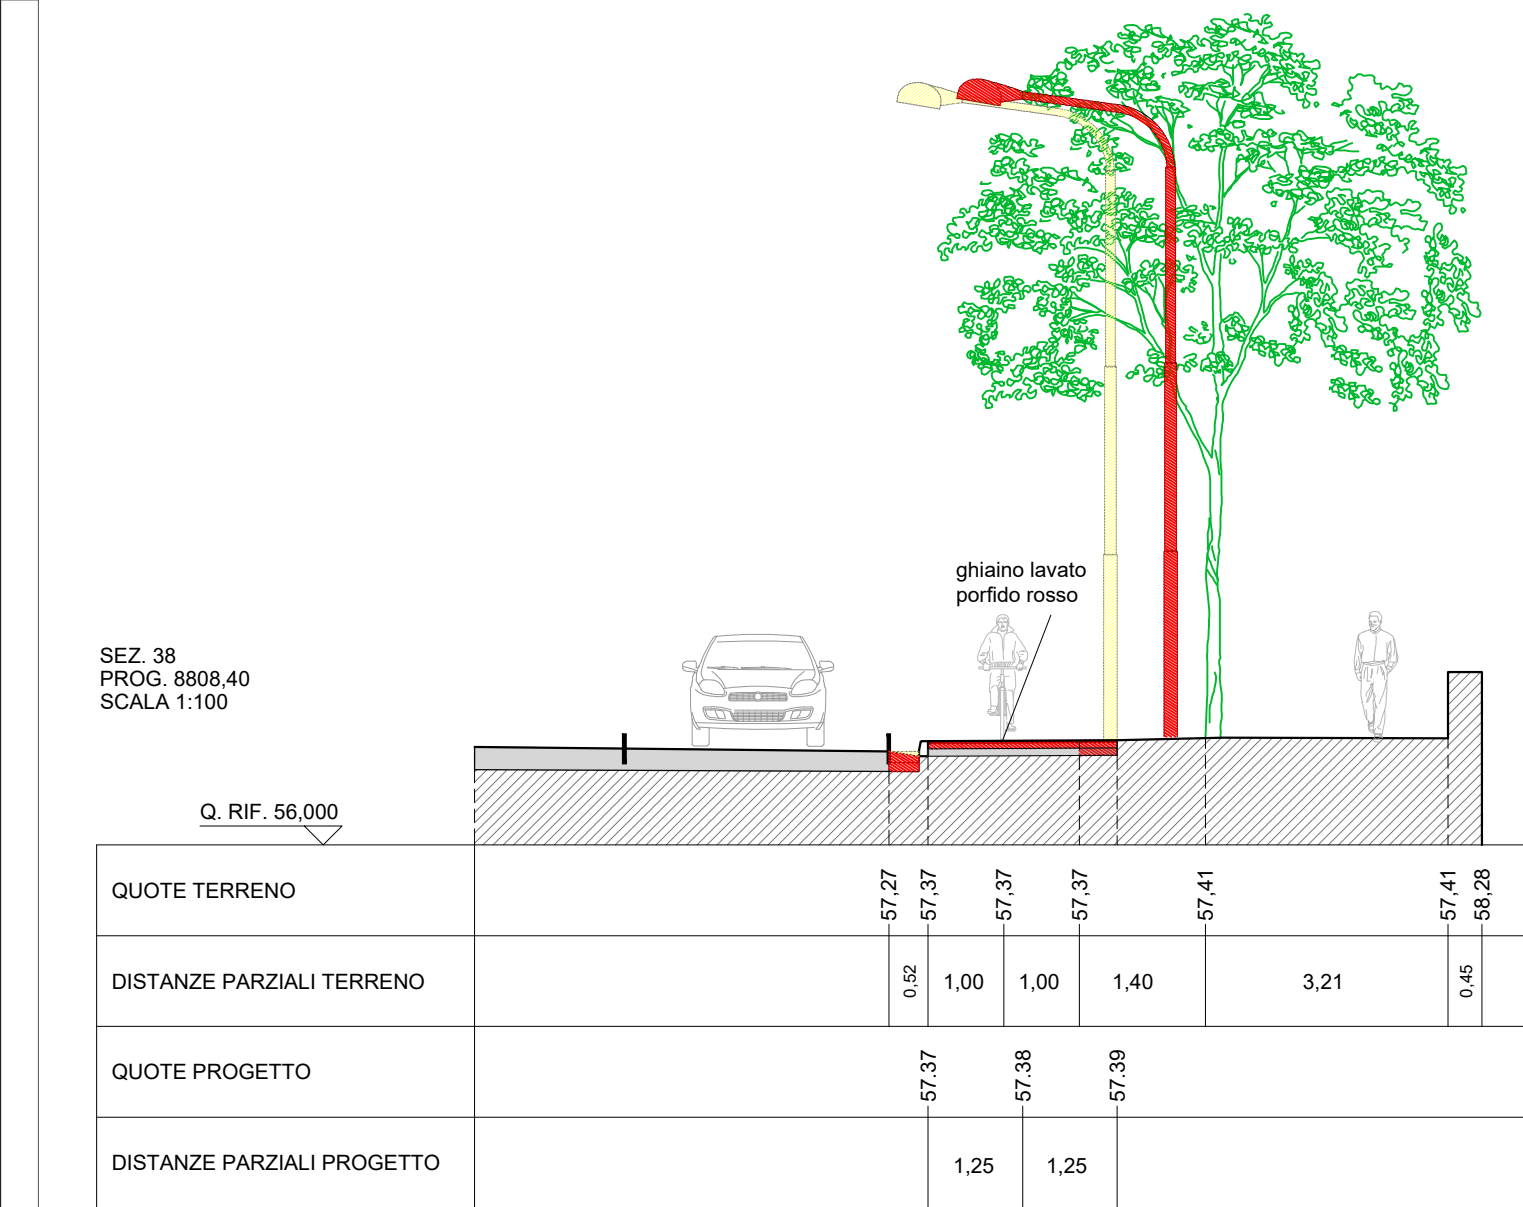 ghiaino lavato
porfido rosso
SEZ. 38
PROG. 8808,40
SCALA 1:100
Q. RIF. 56,000
QUOTE TERRENO 57,27 57,37 57,37 57,37 57,41 57,41 58,28
DISTANZE PARZIALI TERRENO 0,52 1,00 1,00 1,40 3,21 0,45
QUOTE PROGETTO 57.37 57.38 57.39
DISTANZE PARZIALI PROGETTO 1,25 1,25